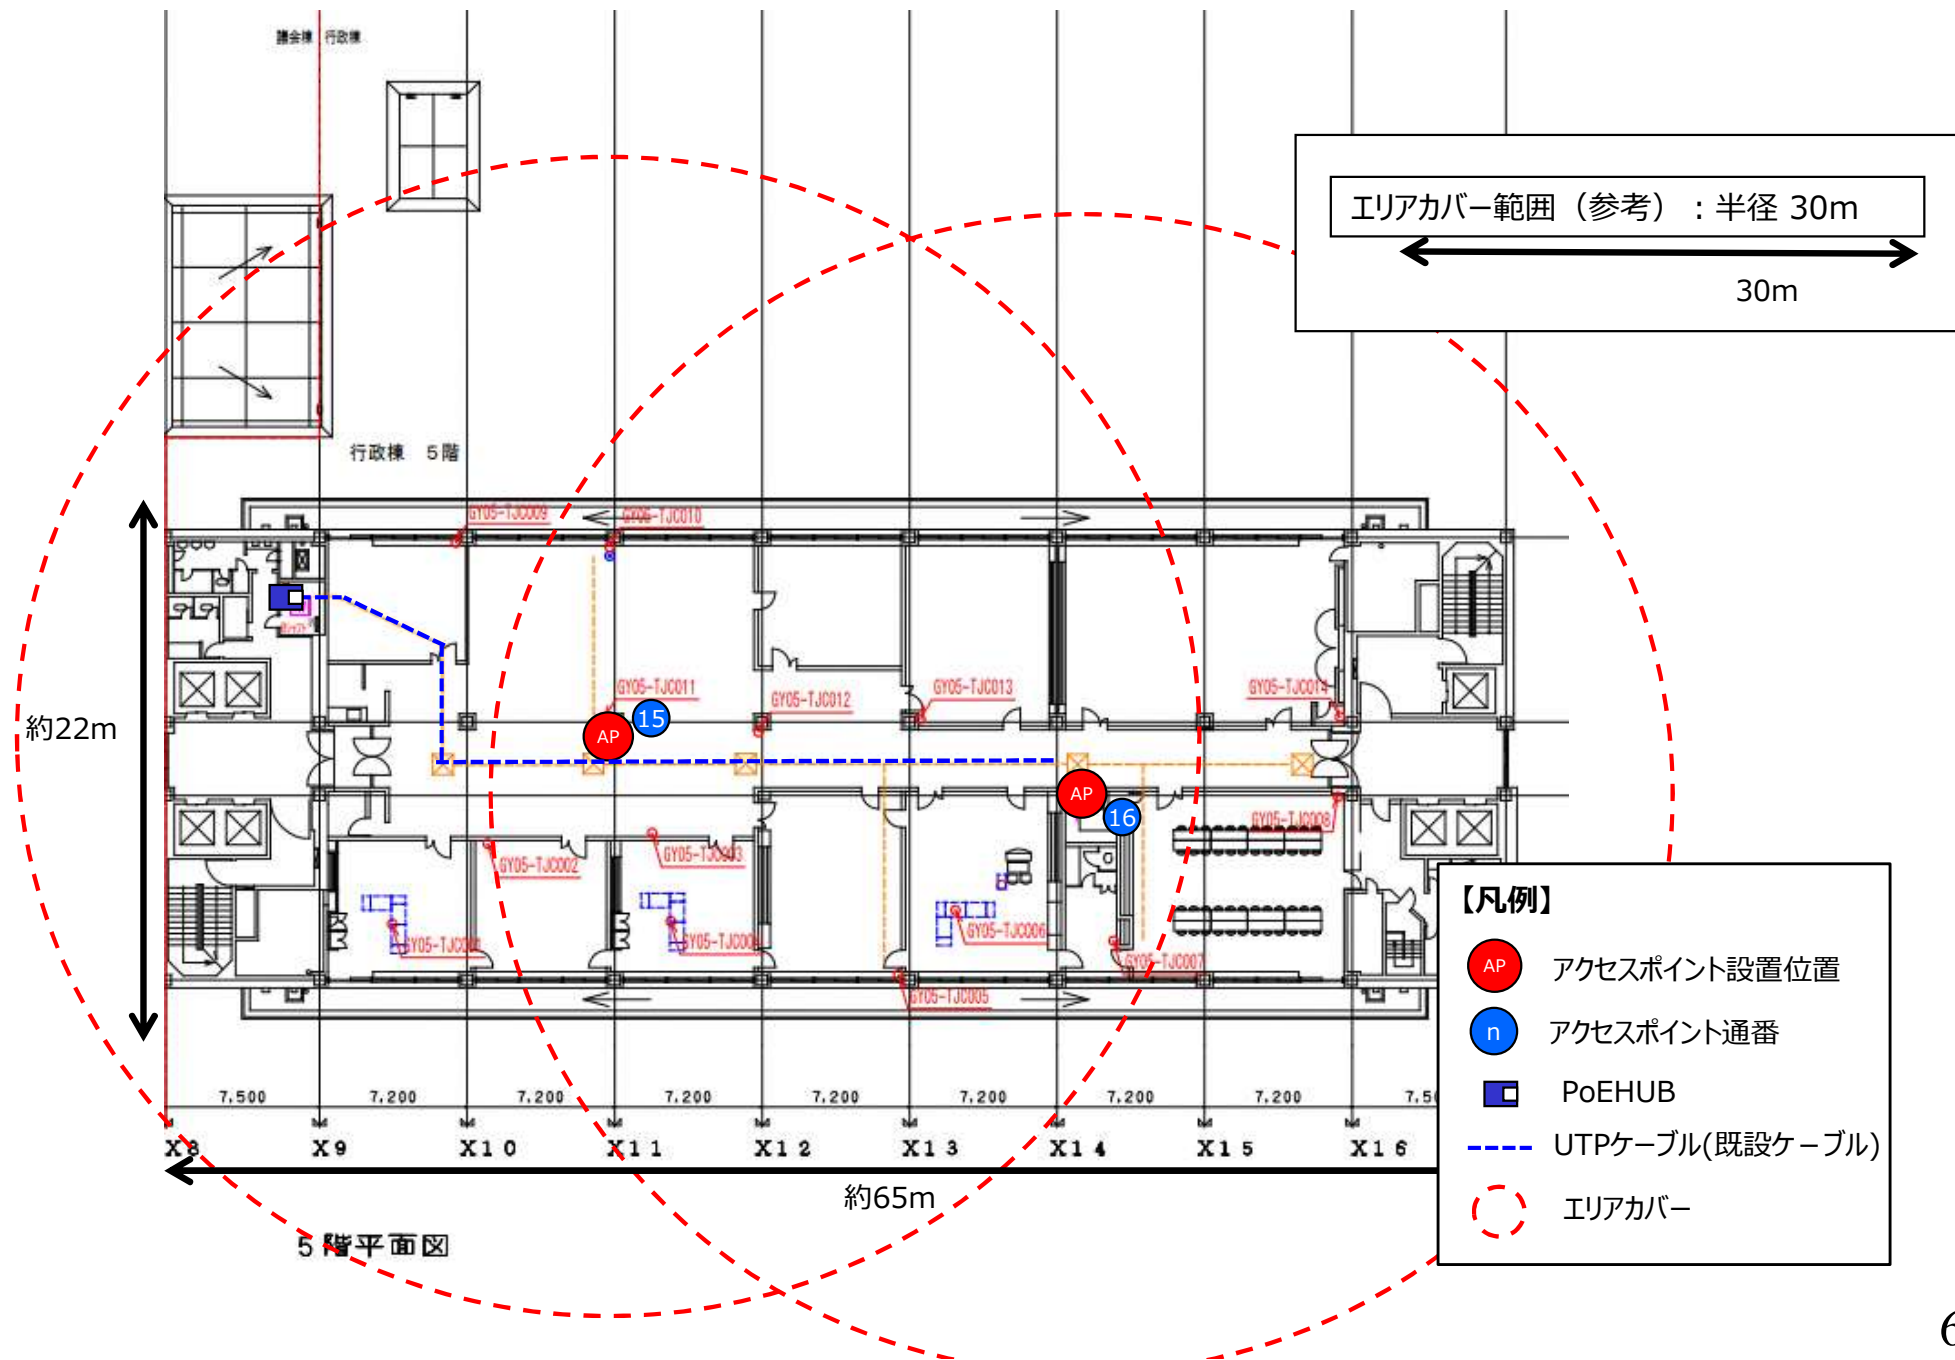 議会棟 行政棟
エリアカバー範囲（参考）：半径 30m
30m
行政棟 5階
GY05-TJC009
GY05-TJC010
GY05-TJC011
15
AP
GY05-TJC012
GY05-TJC013
GY05-TJC014
約22m
AP
16
GY05-TJC008
GY05-TJC003
GY05-TJC002
GY05-TJC006
GY05-TJC007
GY05-TJC005
【凡例】
AP アクセスポイント設置位置
n アクセスポイント通番
PoEHUB
UTPケーブル(既設ケーブル)
エリアカバー
7,500 7,200 7,200 7,200 7,200 7,200 7,200 7,200
X8 X9 X10 X11 X12 X13 X14 X15 X16
約65m
5階平面図
6